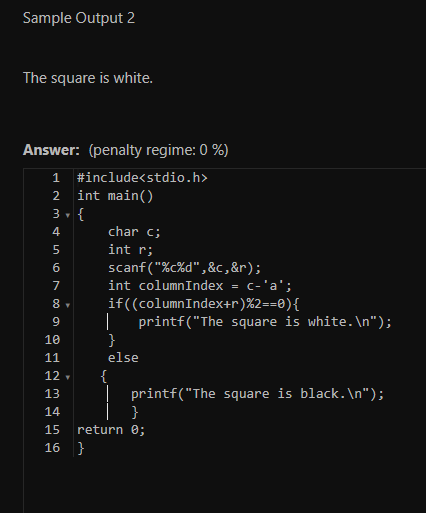 Sample Output 2
The square is white.
Answer: (penalty regime: 0 %)
1 #include<stdio.h>
2 int main()
3 {
4     char c;
5     int r;
6     scanf("%c%d",&c,&r);
7     int columnIndex = c-'a';
8     if((columnIndex+r)%2==0){
9         printf("The square is white.\n");
10     }
11     else
12    {
13        printf("The square is black.\n");
14        }
15 return 0;
16 }